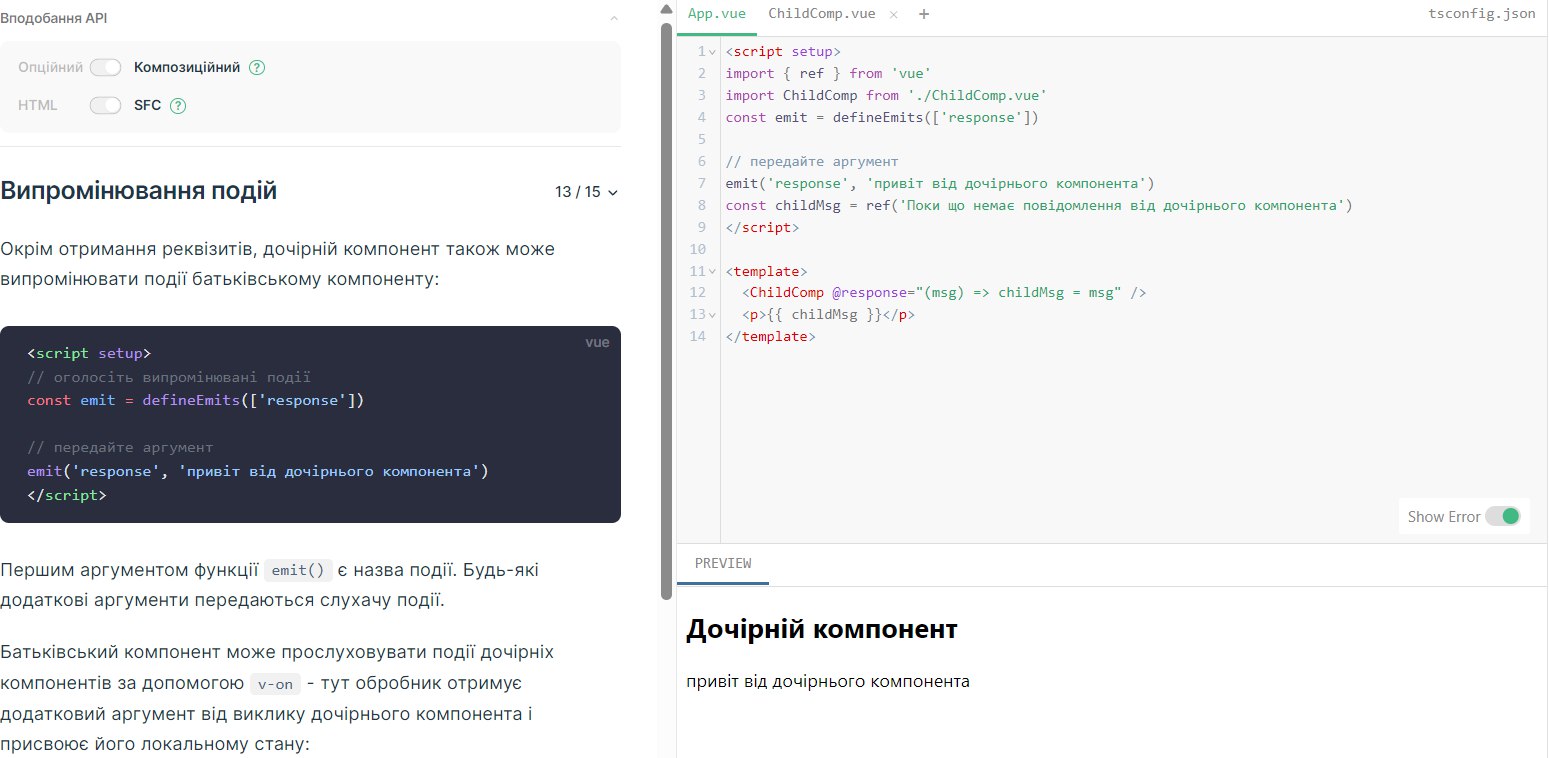 Вподобання API
Опційний Композиційний ?
HTML SFC ?
Випромінювання подій 13 / 15
Окрім отримання реквізитів, дочірній компонент також може
випромінювати події батьківському компоненту:
vue
<script setup>
// оголосіть випромінювані події
const emit = defineEmits(['response'])
// передайте аргумент
emit('response', 'привіт від дочірнього компонента')
</script>
Першим аргументом функції emit() є назва події. Будь-які
додаткові аргументи передаються слухачу події.
Батьківський компонент може прослуховувати події дочірніх
компонентів за допомогою v-on - тут обробник отримує
додатковий аргумент від виклику дочірнього компонента і
присвоює його локальному стану:
App.vue ChildComp.vue × + tsconfig.json
1 <script setup>
2 import { ref } from 'vue'
3 import ChildComp from './ChildComp.vue'
4 const emit = defineEmits(['response'])
5
6 // передайте аргумент
7 emit('response', 'привіт від дочірнього компонента')
8 const childMsg = ref('Поки що немає повідомлення від дочірнього компонента')
9 </script>
10
11 <template>
12 <ChildComp @response="(msg) => childMsg = msg" />
13 <p>{{ childMsg }}</p>
14 </template>
Show Error
PREVIEW
Дочірній компонент
привіт від дочірнього компонента